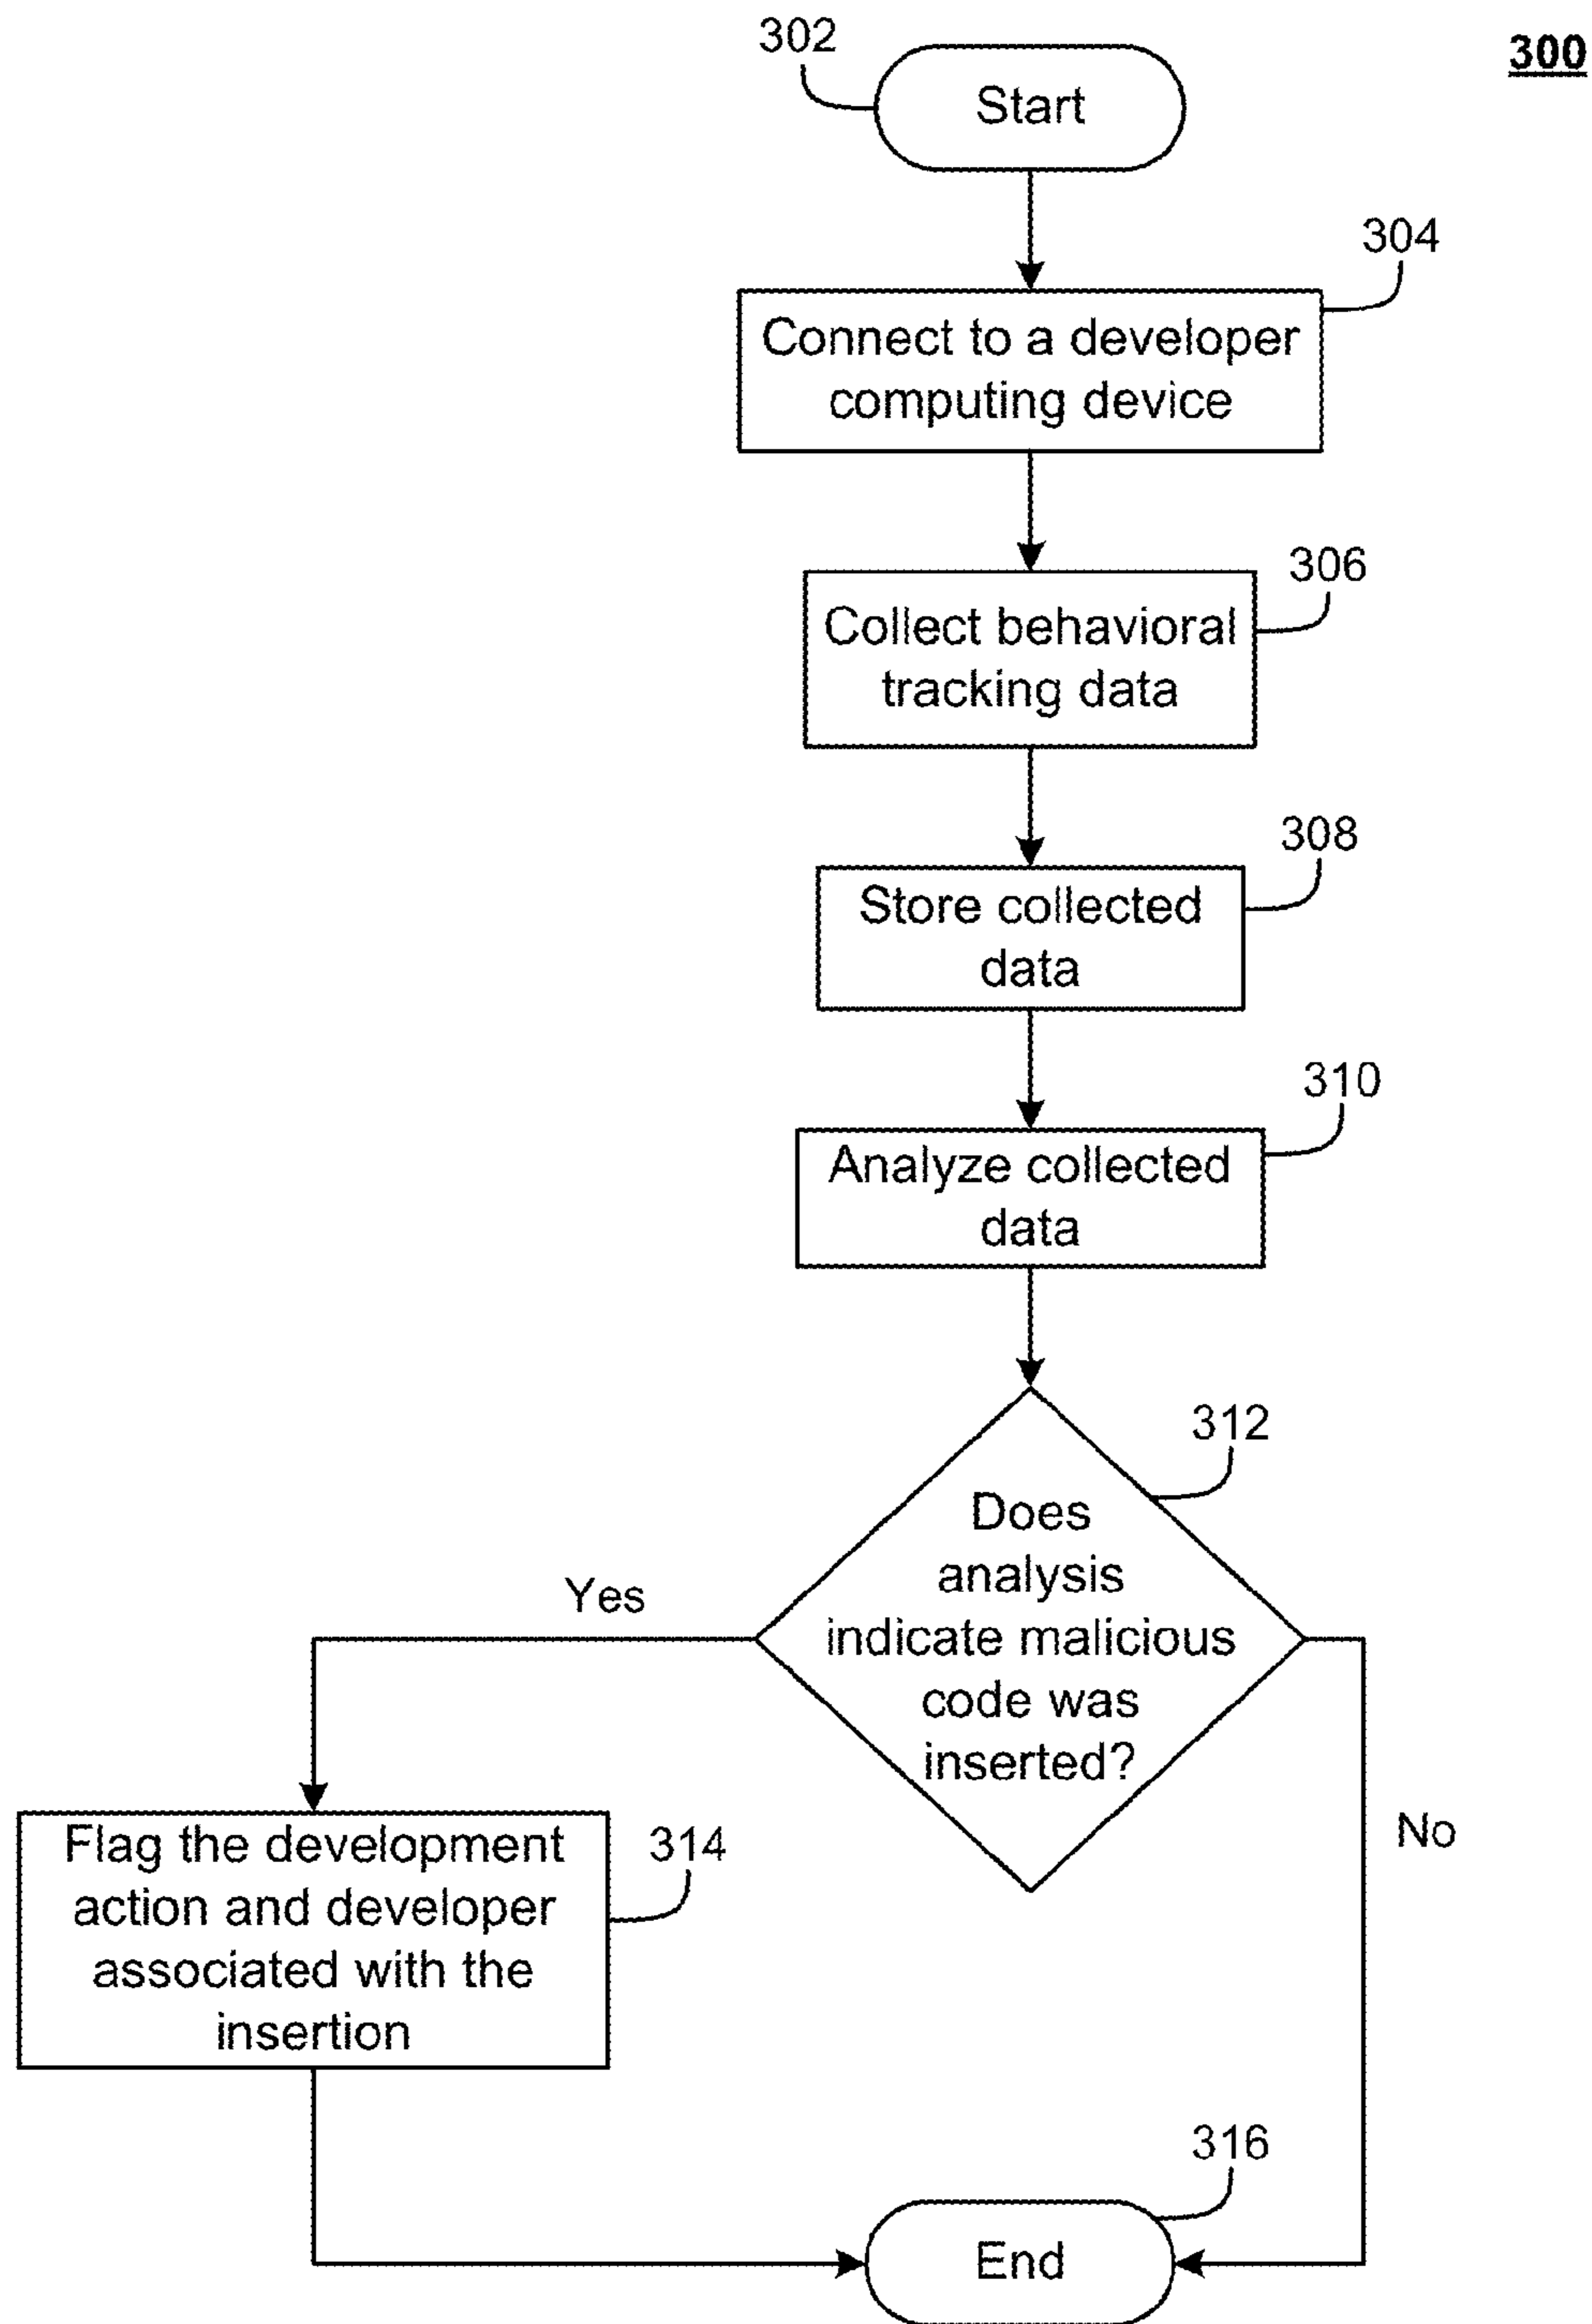 302
300
Start
304
Connect to a developer
computing device
306
Collect behavioral
tracking data
308
Store collected
data
310
Analyze collected
data
312
Does
analysis
indicate malicious
code was
inserted?
Yes
No
Flag the development
action and developer
associated with the
insertion
314
316
End